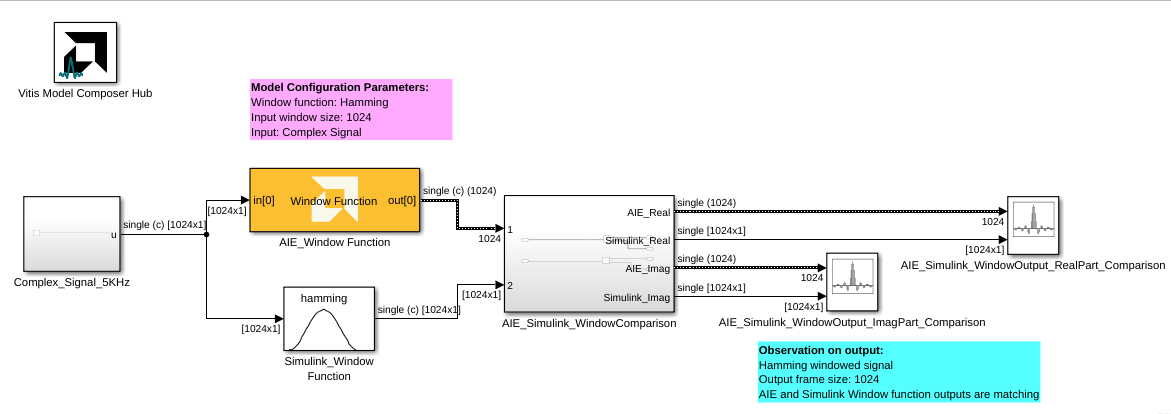 Vitis Model Composer Hub
Model Configuration Parameters:
Window function: Hamming
Input window size: 1024
Input: Complex Signal
u
Complex_Signal_5KHz
single (c) [1024x1]
[1024x1]
in[0]
Window Function
out[0]
AIE_Window Function
single (c) (1024)
1024
[1024x1]
hamming
Simulink_Window
Function
single (c) [1024x1]
[1024x1]
1
2
AIE_Real
Simulink_Real
AIE_Imag
Simulink_Imag
AIE_Simulink_WindowComparison
single (1024)
1024
single [1024x1]
[1024x1]
AIE_Simulink_WindowOutput_RealPart_Comparison
single (1024)
1024
single [1024x1]
[1024x1]
AIE_Simulink_WindowOutput_ImagPart_Comparison
Observation on output:
Hamming windowed signal
Output frame size: 1024
AIE and Simulink Window function outputs are matching